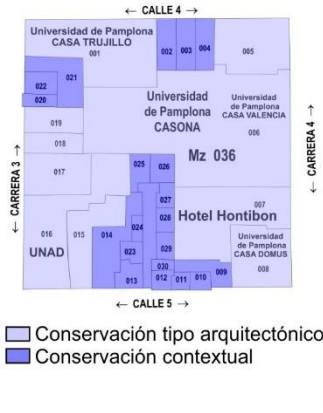 ← CALLE 4 →
Universidad de Pamplona
CASA TRUJILLO
001
002 003 004
005
021
022
020
Universidad
de Pamplona
CASONA
Universidad
de Pamplona
CASA VALENCIA
006
019
018
Mz 036
← CARRERA 3 →
← CARRERA 4 →
017
025 026
027
028
007
Hotel Hontibon
016
UNAD
015
014
024
023
029
Universidad
de Pamplona
CASA DOMUS
008
030
013 012 011 010 009
← CALLE 5 →
Conservación tipo arquitectónico
Conservación contextual